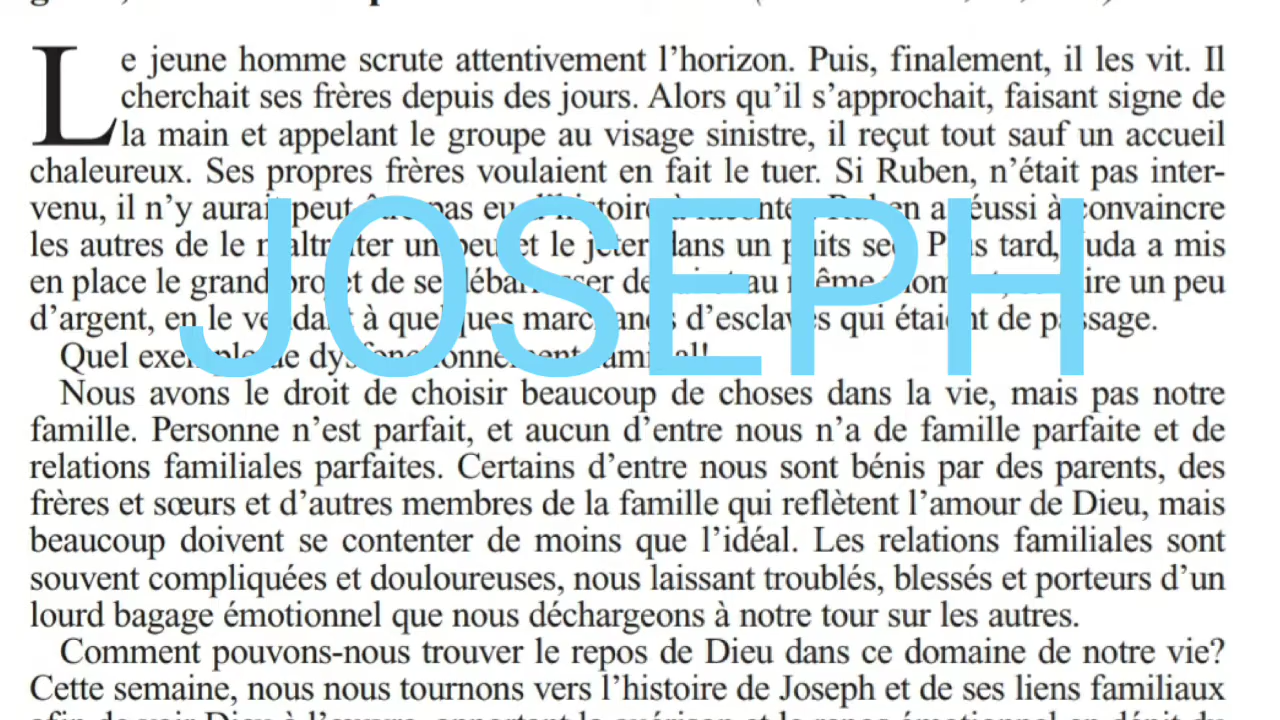 Le jeune homme scrute attentivement l’horizon. Puis, finalement, il les vit. Il
cherchait ses frères depuis des jours. Alors qu’il s’approchait, faisant signe de
la main et appelant le groupe au visage sinistre, il reçut tout sauf un accueil
chaleureux. Ses propres frères voulaient en fait le tuer. Si Ruben, n’était pas inter-
venu, il n’y aurait peut-être pas eu d’histoire à raconter. Ruben a réussi à convaincre
les autres de le maltraiter un peu et le jeter dans un puits sec. Plus tard, Juda a mis
en place le grand projet de se débarrasser de au même moment, ire un peu
d’argent, en le vendant à quelques marchands d’esclaves qui étaient de passage.
JOSEPH
Quel exemple de dysfonctionnement familial!
Nous avons le droit de choisir beaucoup de choses dans la vie, mais pas notre
famille. Personne n’est parfait, et aucun d’entre nous n’a de famille parfaite et de
relations familiales parfaites. Certains d’entre nous sont bénis par des parents, des
frères et sœurs et d’autres membres de la famille qui reflètent l’amour de Dieu, mais
beaucoup doivent se contenter de moins que l’idéal. Les relations familiales sont
souvent compliquées et douloureuses, nous laissant troublés, blessés et porteurs d’un
lourd bagage émotionnel que nous déchargeons à notre tour sur les autres.
Comment pouvons-nous trouver le repos de Dieu dans ce domaine de notre vie?
Cette semaine, nous nous tournons vers l’histoire de Joseph et de ses liens familiaux